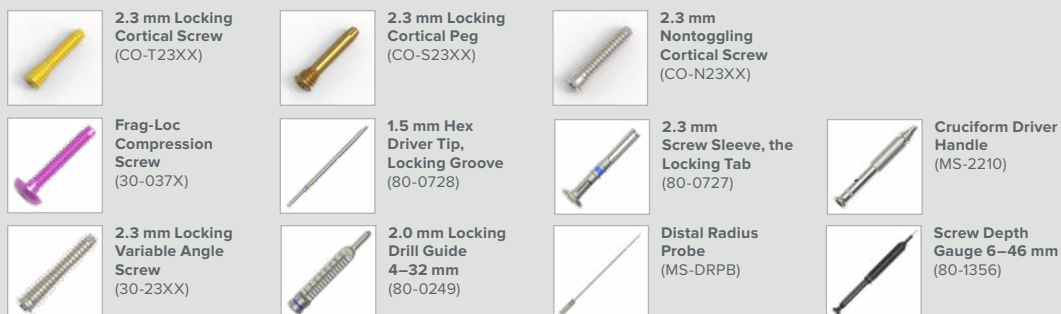 2.3 mm Locking
Cortical Screw
(CO-T23XX)
2.3 mm Locking
Cortical Peg
(CO-S23XX)
2.3 mm
Nontoggling
Cortical Screw
(CO-N23XX)
Frag-Loc
Compression
Screw
(30-037X)
1.5 mm Hex
Driver Tip,
Locking Groove
(80-0728)
2.3 mm
Screw Sleeve, the
Locking Tab
(80-0727)
Cruciform Driver
Handle
(MS-2210)
2.3 mm Locking
Variable Angle
Screw
(30-23XX)
2.0 mm Locking
Drill Guide
4–32 mm
(80-0249)
Distal Radius
Probe
(MS-DRPB)
Screw Depth
Gauge 6–46 mm
(80-1356)